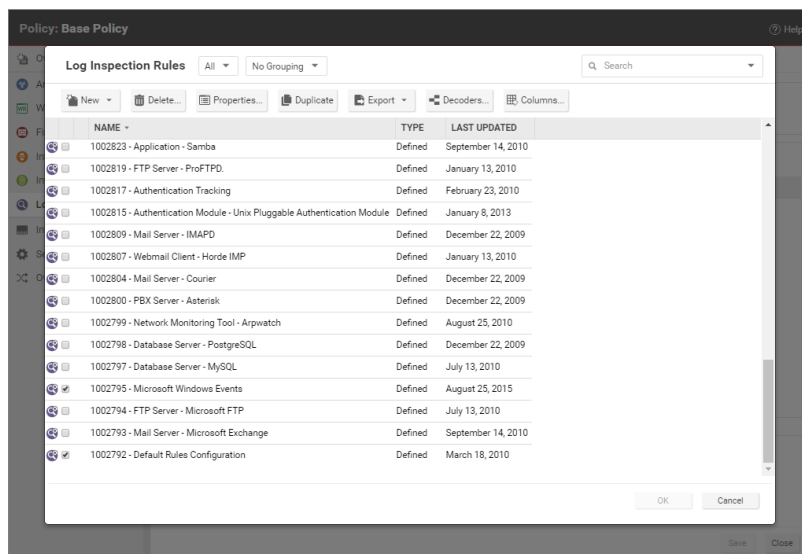 Policy: Base Policy
Help
Log Inspection Rules All No Grouping Search
New Delete... Properties... Duplicate Export Decoders... Columns...
NAME TYPE LAST UPDATED
1002823 - Application - Samba Defined September 14, 2010
1002819 - FTP Server - ProFTPD. Defined January 13, 2010
1002817 - Authentication Tracking Defined February 23, 2010
1002815 - Authentication Module - Unix Pluggable Authentication Module Defined January 8, 2013
1002809 - Mail Server - IMAPD Defined December 22, 2009
1002807 - Webmail Client - Horde IMP Defined January 13, 2010
1002804 - Mail Server - Courier Defined December 22, 2009
1002800 - PBX Server - Asterisk Defined December 22, 2009
1002799 - Network Monitoring Tool - Arpwatch Defined August 25, 2010
1002798 - Database Server - PostgreSQL Defined December 22, 2009
1002797 - Database Server - MySQL Defined July 13, 2010
1002795 - Microsoft Windows Events Defined August 25, 2015
1002794 - FTP Server - Microsoft FTP Defined July 13, 2010
1002793 - Mail Server - Microsoft Exchange Defined September 14, 2010
1002792 - Default Rules Configuration Defined March 18, 2010
OK Cancel
Save Close